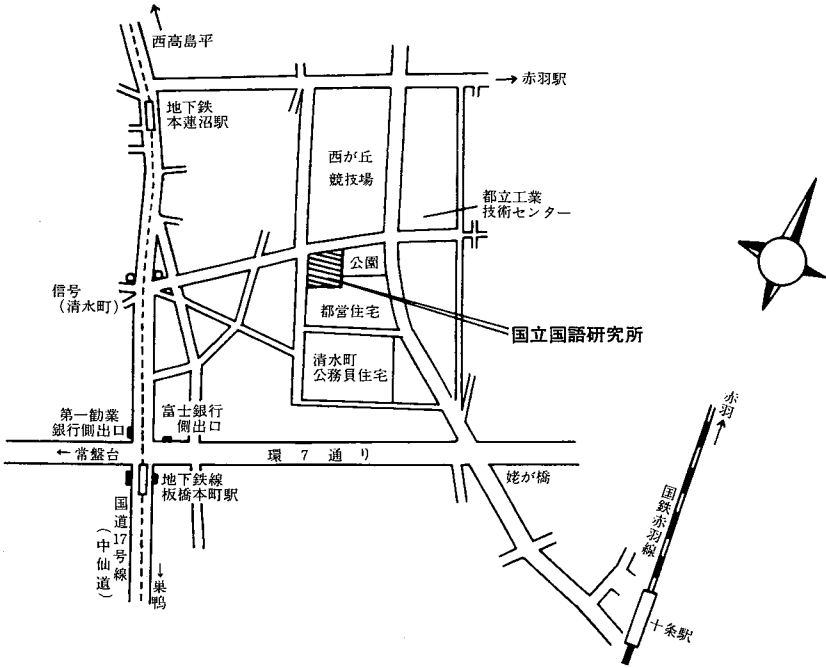 西高島平
→ 赤羽駅
地下鉄
本蓮沼駅
西が丘
競技場
都立工業
技術センター
公園
信号
(清水町)
都営住宅
国立国語研究所
清水町
公務員住宅
第一勧業
銀行側出口
富士銀行
側出口
← 常盤台
環7通り
地下鉄線
板橋本町駅
姥が橋
国道17号線
(中仙道)
→巣鴨
赤羽→
国鉄赤羽線
十条駅